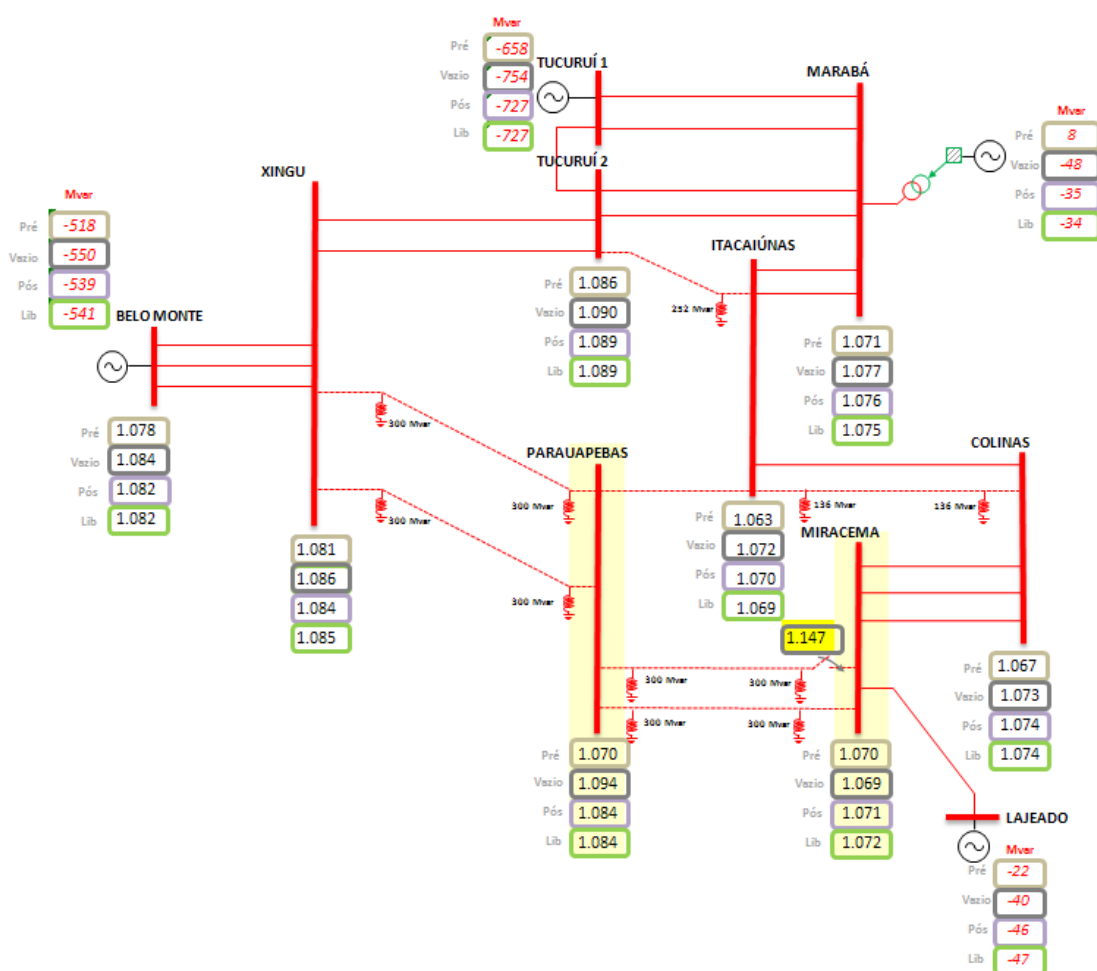 Mvar
Pré -658
Vazio -754
Pós -727
Lib -727
TUCURUÍ 1
MARABÁ
Mvar
Pré 8
Vazio -48
Pós -35
Lib -34
TUCURUÍ 2
XINGU
Mvar
Pré -518
Vazio -550
Pós -539
Lib -541
BELO MONTE
ITACAIÚNAS
252 Mvar
Pré 1.086
Vazio 1.090
Pós 1.089
Lib 1.089
Pré 1.071
Vazio 1.077
Pós 1.076
Lib 1.075
Pré 1.078
Vazio 1.084
Pós 1.082
Lib 1.082
300 Mvar
300 Mvar
PARAUAPEBAS
COLINAS
300 Mvar
136 Mvar
136 Mvar
Pré 1.063
Vazio 1.072
Pós 1.070
Lib 1.069
MIRACEMA
1.081
1.086
1.084
1.085
300 Mvar
1.147
300 Mvar
300 Mvar
300 Mvar
300 Mvar
Pré 1.067
Vazio 1.073
Pós 1.074
Lib 1.074
Pré 1.070
Vazio 1.094
Pós 1.084
Lib 1.084
Pré 1.070
Vazio 1.069
Pós 1.071
Lib 1.072
LAJEADO
Mvar
Pré -22
Vazio -40
Pós -46
Lib -47